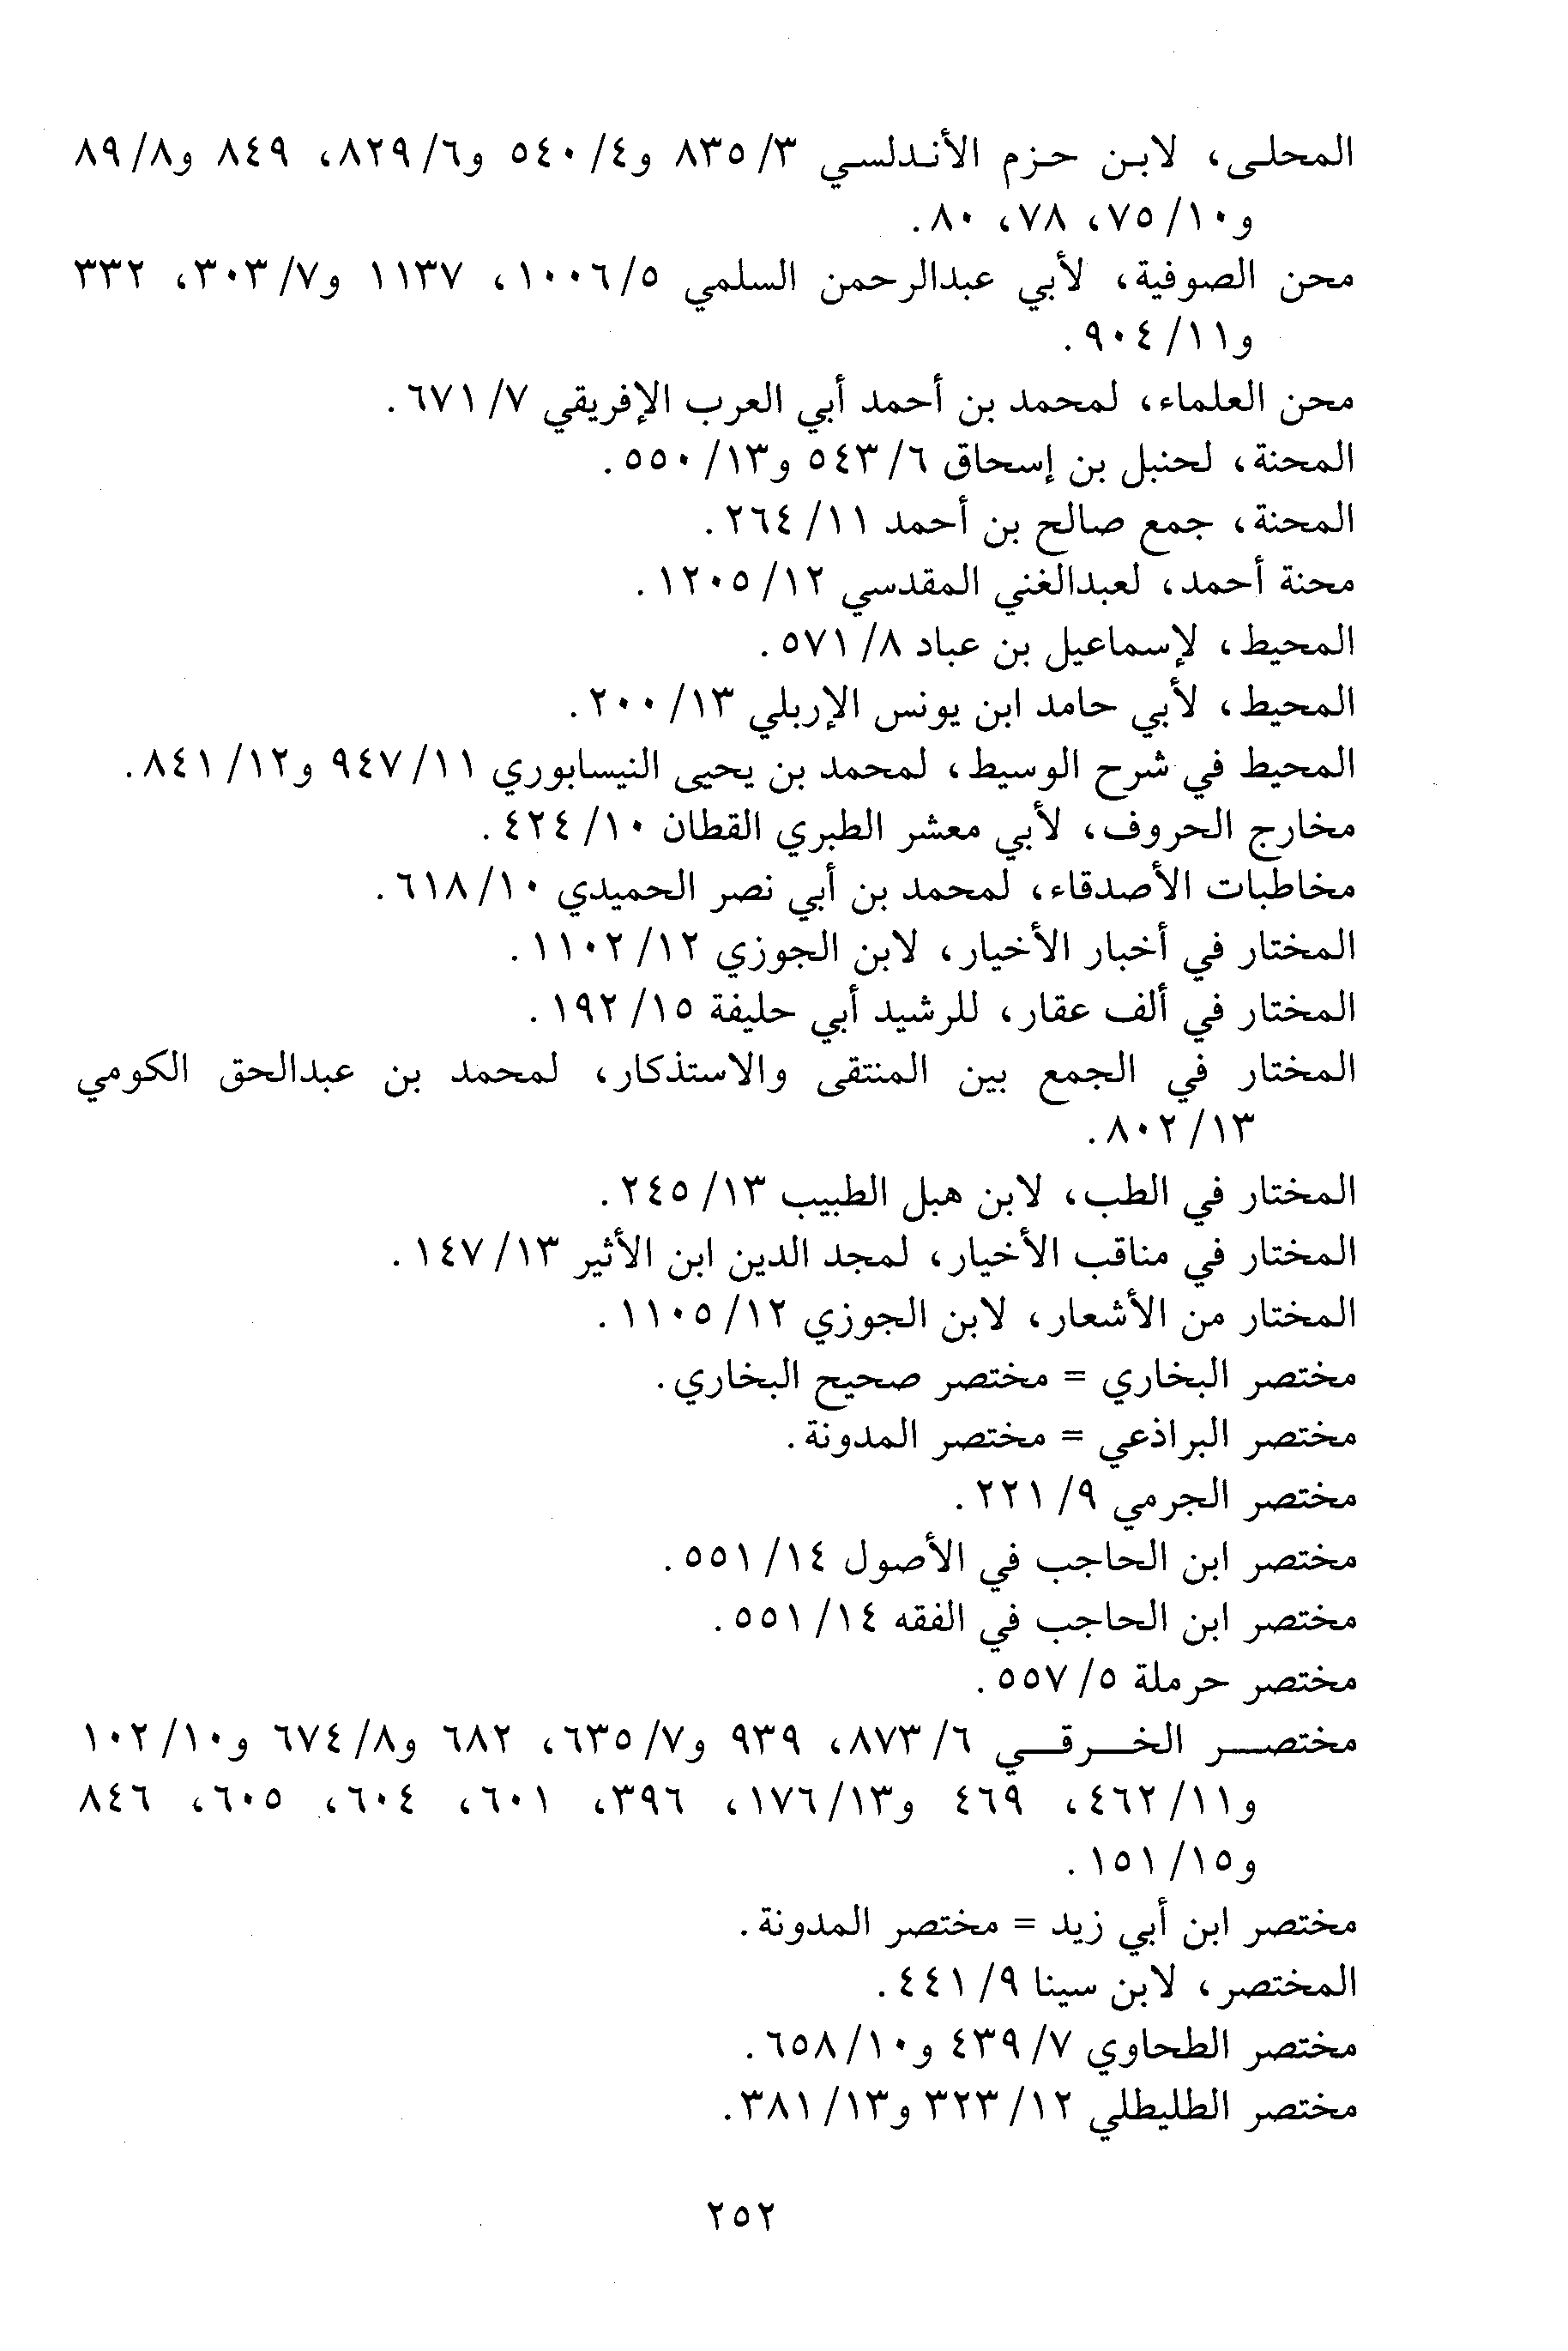 المحلى، لابن حزم الأندلسي ٣/ ٨٣٥ و٤/ ٥٤٠ و٦/ ٨٢٩، ٨٤٩ و٨/ ٨٩
و١٠/ ٧٥، ٧٨، ٨٠.
محن الصوفية، لأبي عبدالرحمن السلمي ٥/ ١٠٠٦، ١١٣٧ و٧/ ٣٠٣، ٣٣٢
و١١/ ٩٠٤.
محن العلماء، لمحمد بن أحمد أبي العرب الإفريقي ٧/ ٦٧١.
المحنة، لحنبل بن إسحاق ٦/ ٥٤٣ و١٣/ ٥٥٠.
المحنة، جمع صالح بن أحمد ١١/ ٢٦٤.
محنة أحمد، لعبدالغني المقدسي ١٢/ ١٢٠٥.
المحيط، لإسماعيل بن عباد ٨/ ٥٧١.
المحيط، لأبي حامد ابن يونس الإربلي ١٣/ ٢٠٠.
المحيط في شرح الوسيط، لمحمد بن يحيى النيسابوري ١١/ ٩٤٧ و١٢/ ٨٤١.
مخارج الحروف، لأبي معشر الطبري القطان ١٠/ ٤٢٤.
مخاطبات الأصدقاء، لمحمد بن أبي نصر الحميدي ١٠/ ٦١٨.
المختار في أخبار الأخيار، لابن الجوزي ١٢/ ١١٠٢.
المختار في ألف عقار، للرشيد أبي حليفة ١٥/ ١٩٢.
المختار في الجمع بين المنتقى والاستذكار، لمحمد بن عبدالحق الكومي
١٣/ ٨٠٢.
المختار في الطب، لابن هبل الطبيب ١٣/ ٢٤٥.
المختار في مناقب الأخيار، لمجد الدين ابن الأثير ١٣/ ١٤٧.
المختار من الأشعار، لابن الجوزي ١٢/ ١١٠٥.
مختصر البخاري = مختصر صحيح البخاري.
مختصر البراذعي = مختصر المدونة.
مختصر الجرمي ٩/ ٢٢١.
مختصر ابن الحاجب في الأصول ١٤/ ٥٥١.
مختصر ابن الحاجب في الفقه ١٤/ ٥٥١.
مختصر حرملة ٥/ ٥٥٧.
مختصر الخرقي ٦/ ٨٧٣، ٩٣٩ و٧/ ٦٣٥، ٦٨٢ و٨/ ٦٧٤ و١٠/ ١٠٢
و١١/ ٤٦٢، ٤٦٩ و١٣/ ١٧٦، ٣٩٦، ٦٠١، ٦٠٤، ٦٠٥، ٨٤٦
و١٥/ ١٥١.
مختصر ابن أبي زيد = مختصر المدونة.
المختصر، لابن سينا ٩/ ٤٤١.
مختصر الطحاوي ٧/ ٤٣٩ و١٠/ ٦٥٨.
مختصر الطليطلي ١٢/ ٣٢٣ و١٣/ ٣٨١.
٢٥٢